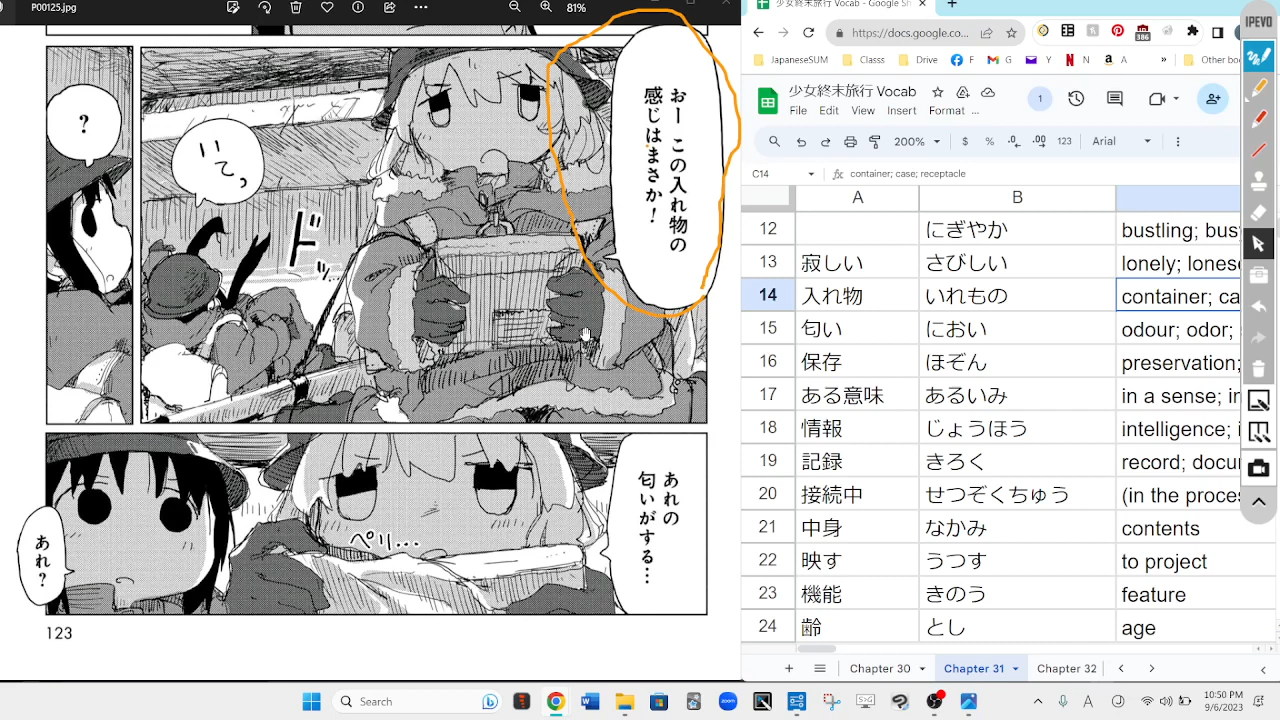 P00125.jpg
81%
おー この入れ物の
感じはまさか！
いて。
ドッ
？
あれの
匂いがする…
ペリ…
あれ？
123
少女終末旅行 Vocab - Google Sh
https://docs.google.com
386
JapaneseSUM
Class
Drive
F
G
Y
N
A
»
Other book
少女終末旅行 Vocab
1
File Edit View Insert Format ...
200%
$ % .0 .00 123 Arial
C14 fx container; case; receptacle
A B
12 にぎやか bustling; bus
13 寂しい さびしい lonely; lones
14 入れ物 いれもの container; ca
15 匂い におい odour; odor;
16 保存 ほぞん preservation;
17 ある意味 あるいみ in a sense; in
18 情報 じょうほう intelligence; i
19 記録 きろく record; docu
20 接続中 せつぞくちゅう (in the proces
21 中身 なかみ contents
22 映す うつす to project
23 機能 きのう feature
24 齢 とし age
Chapter 30 Chapter 31 Chapter 32
IPEVO
Search
zoom
10:50 PM
9/6/2023